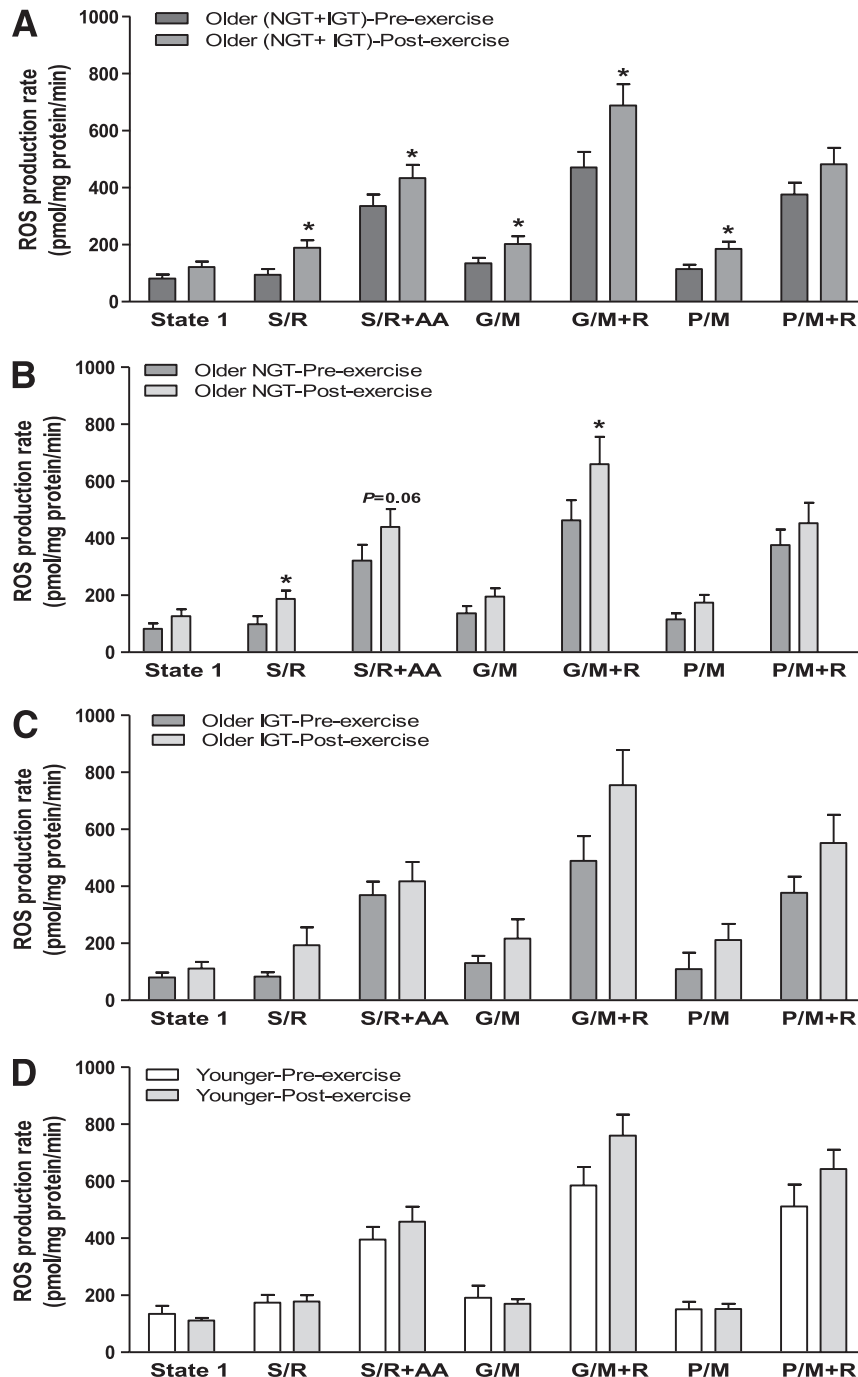 A
Older (NGT+IGT)-Pre-exercise
Older (NGT+ IGT)-Post-exercise
ROS production rate
(pmol/mg protein/min)
1000
800
600
400
200
0
*
*
*
*
*
State 1 S/R S/R+AA G/M G/M+R P/M P/M+R
B
Older NGT-Pre-exercise
Older NGT-Post-exercise
ROS production rate
(pmol/mg protein/min)
1000
800
600
400
200
0
*
P=0.06
*
State 1 S/R S/R+AA G/M G/M+R P/M P/M+R
C
Older IGT-Pre-exercise
Older IGT-Post-exercise
ROS production rate
(pmol/mg protein/min)
1000
800
600
400
200
0
State 1 S/R S/R+AA G/M G/M+R P/M P/M+R
D
Younger-Pre-exercise
Younger-Post-exercise
ROS production rate
(pmol/mg protein/min)
1000
800
600
400
200
0
State 1 S/R S/R+AA G/M G/M+R P/M P/M+R